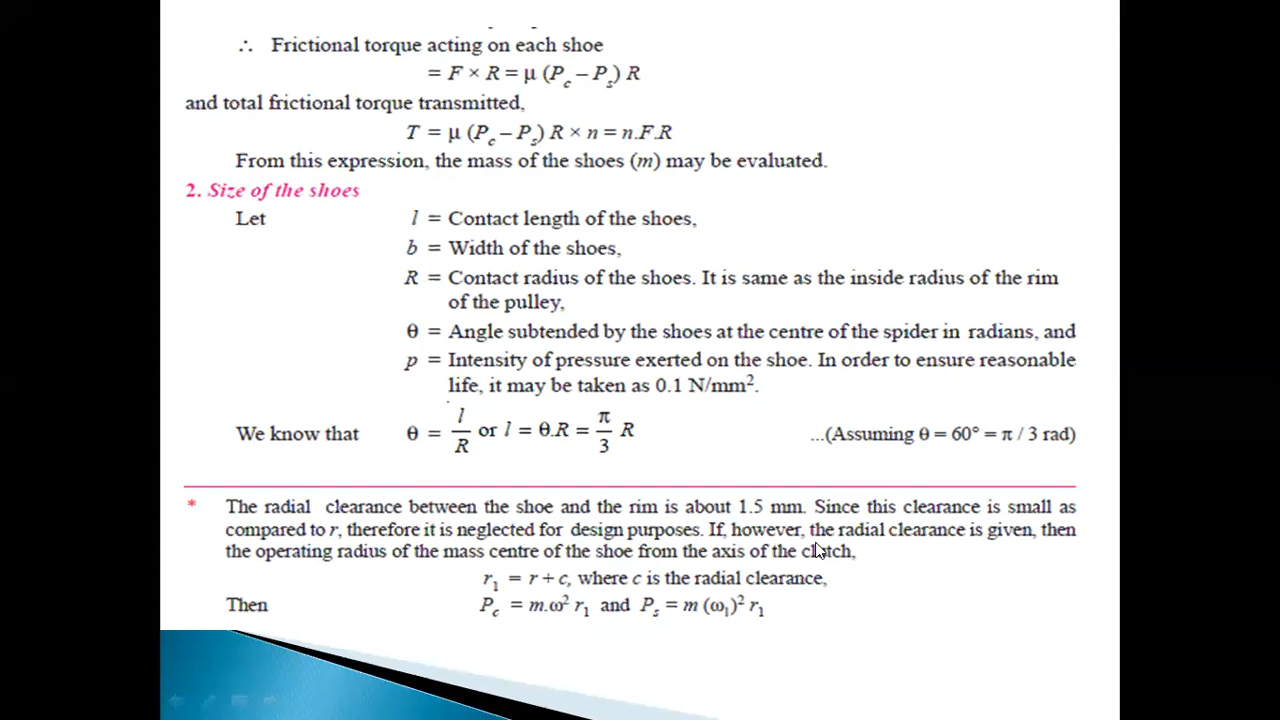 ∴ Frictional torque acting on each shoe
= F × R = μ (Pc – Ps) R
and total frictional torque transmitted,
T = μ (Pc – Ps) R × n = n.F.R
From this expression, the mass of the shoes (m) may be evaluated.
2. Size of the shoes
Let l = Contact length of the shoes,
b = Width of the shoes,
R = Contact radius of the shoes. It is same as the inside radius of the rim
of the pulley,
θ = Angle subtended by the shoes at the centre of the spider in radians, and
p = Intensity of pressure exerted on the shoe. In order to ensure reasonable
life, it may be taken as 0.1 N/mm².
We know that θ = l/R or l = θ.R = π/3 R ...(Assuming θ = 60° = π / 3 rad)
* The radial clearance between the shoe and the rim is about 1.5 mm. Since this clearance is small as
compared to r, therefore it is neglected for design purposes. If, however, the radial clearance is given, then
the operating radius of the mass centre of the shoe from the axis of the clutch,
r₁ = r + c, where c is the radial clearance,
Then Pc = m.ω² r₁ and Ps = m (ω₁)² r₁